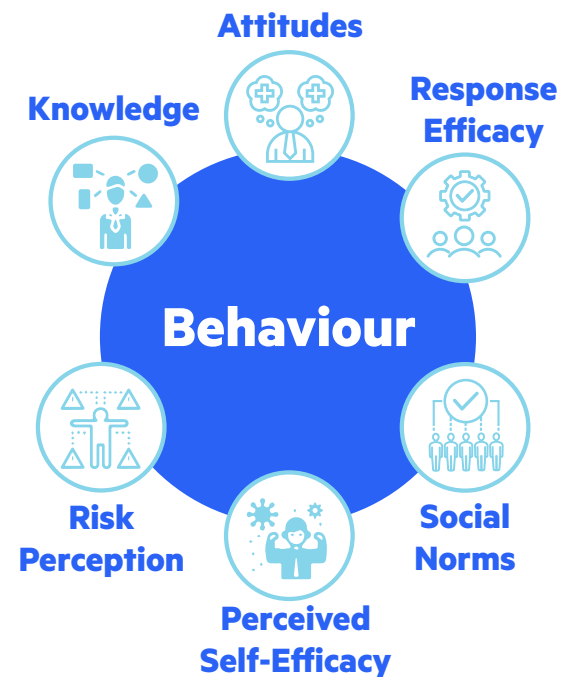 Attitudes
Knowledge
Response
Efficacy
Behaviour
Risk
Perception
Social
Norms
Perceived
Self-Efficacy